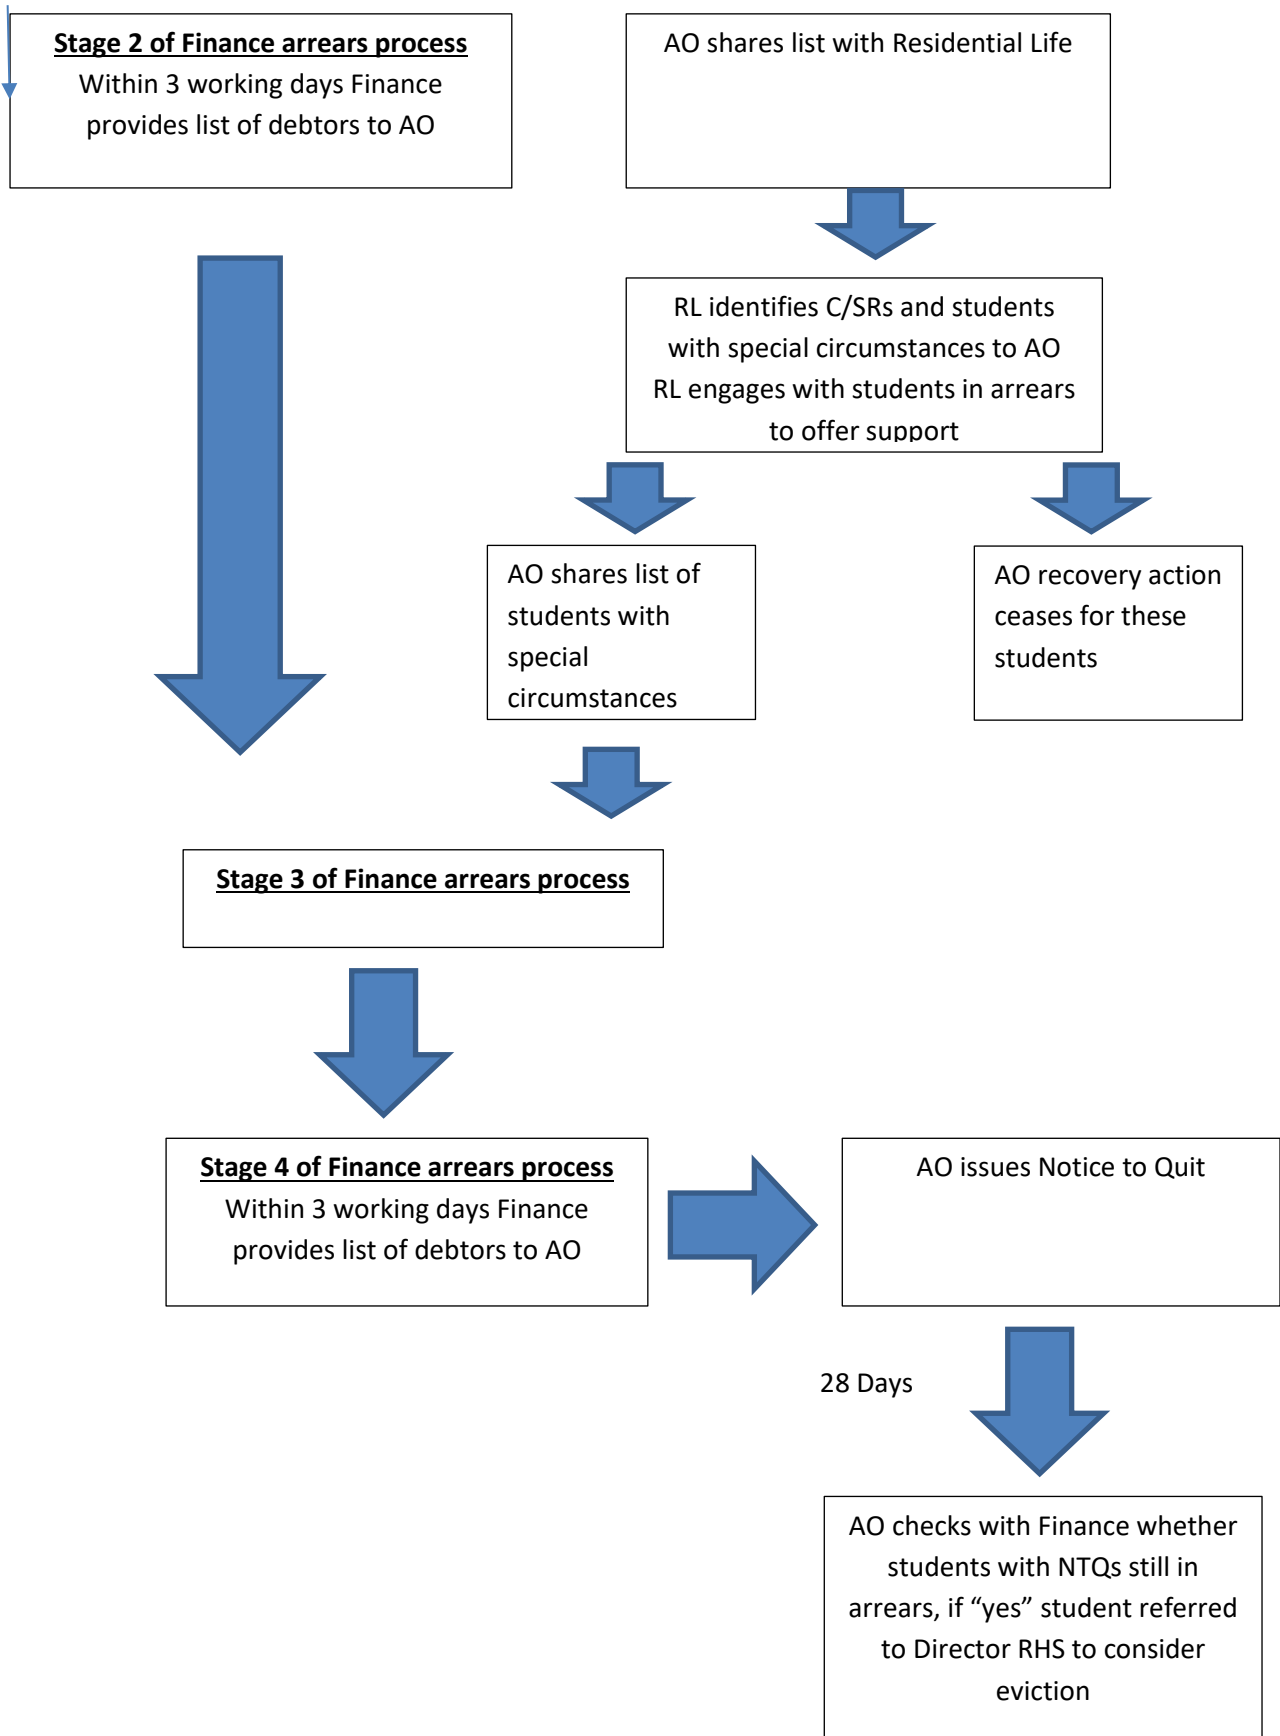 Stage 2 of Finance arrears process
Within 3 working days Finance
provides list of debtors to AO
AO shares list with Residential Life
RL identifies C/SRs and students
with special circumstances to AO
RL engages with students in arrears
to offer support
AO shares list of
students with
special
circumstances
AO recovery action
ceases for these
students
Stage 3 of Finance arrears process
Stage 4 of Finance arrears process
Within 3 working days Finance
provides list of debtors to AO
AO issues Notice to Quit
28 Days
AO checks with Finance whether
students with NTQs still in
arrears, if “yes” student referred
to Director RHS to consider
eviction